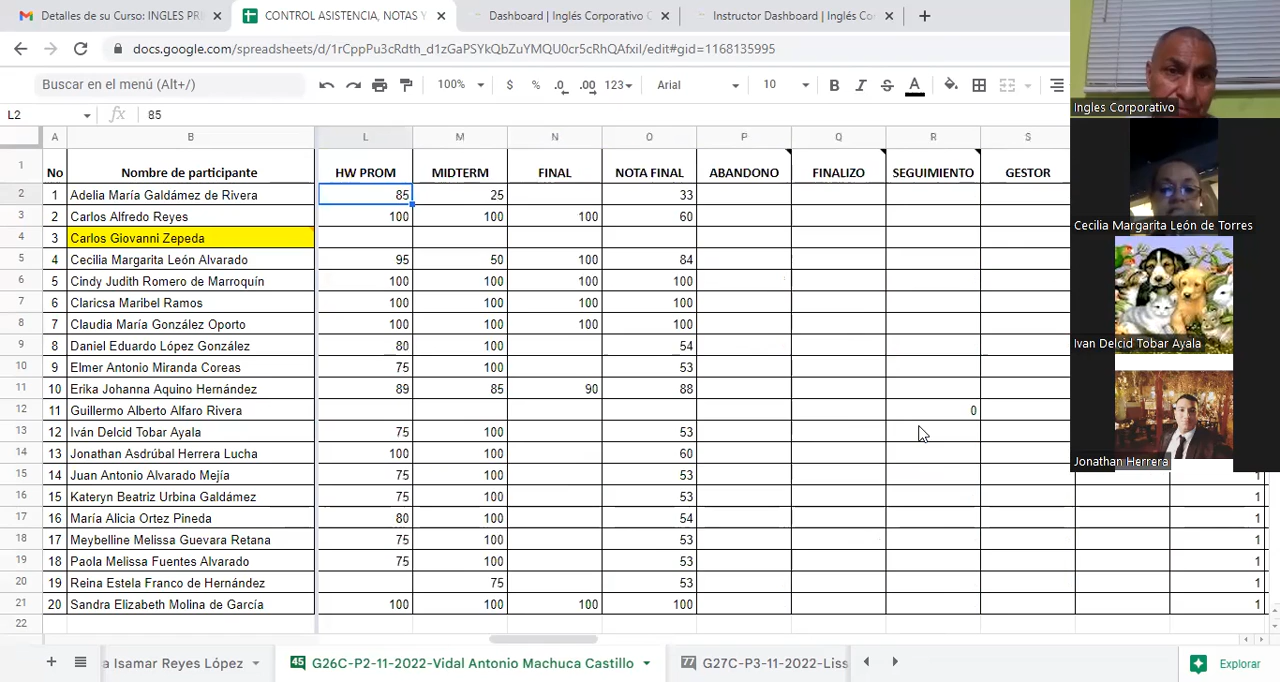 Detalles de su Curso: INGLES PR
CONTROL ASISTENCIA, NOTAS Y
Dashboard | Inglés Corporativo C
Instructor Dashboard | Inglés Co
docs.google.com/spreadsheets/d/1rCppPu3cRdth_d1zGaPSYkQbZuYMQU0cr5cRhQAfxiI/edit#gid=1168135995
Buscar en el menú (Alt+/) 100% $ % .0 .00 123 Arial 10 B I S A
L2 fx 85
A B L M N O P Q R S
1 No Nombre de participante HW PROM MIDTERM FINAL NOTA FINAL ABANDONO FINALIZO SEGUIMIENTO GESTOR
2 1 Adelia María Galdámez de Rivera 85 25 33
3 2 Carlos Alfredo Reyes 100 100 100 60
4 3 Carlos Giovanni Zepeda
5 4 Cecilia Margarita León Alvarado 95 50 100 84
6 5 Cindy Judith Romero de Marroquín 100 100 100 100
7 6 Claricsa Maribel Ramos 100 100 100 100
8 7 Claudia María González Oporto 100 100 100 100
9 8 Daniel Eduardo López González 80 100 54
10 9 Elmer Antonio Miranda Coreas 75 100 53
11 10 Erika Johanna Aquino Hernández 89 85 90 88
12 11 Guillermo Alberto Alfaro Rivera 0
13 12 Iván Delcid Tobar Ayala 75 100 53
14 13 Jonathan Asdrúbal Herrera Lucha 100 100 60
15 14 Juan Antonio Alvarado Mejía 75 100 53 1
16 15 Kateryn Beatriz Urbina Galdámez 75 100 53 1
17 16 María Alicia Ortez Pineda 80 100 54 1
18 17 Meybelline Melissa Guevara Retana 75 100 53 1
19 18 Paola Melissa Fuentes Alvarado 75 100 53 1
20 19 Reina Estela Franco de Hernández 75 53 1
21 20 Sandra Elizabeth Molina de García 100 100 100 100 1
22
a Isamar Reyes López 45 G26C-P2-11-2022-Vidal Antonio Machuca Castillo 77 G27C-P3-11-2022-Liss Explorar
Ingles Corporativo
Cecilia Margarita León de Torres
Ivan Delcid Tobar Ayala
Jonathan Herrera